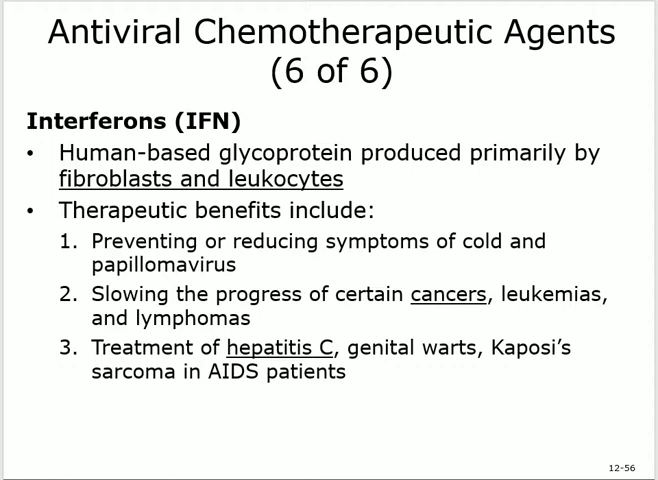 Antiviral Chemotherapeutic Agents
(6 of 6)
Interferons (IFN)
• Human-based glycoprotein produced primarily by
fibroblasts and leukocytes
• Therapeutic benefits include:
1. Preventing or reducing symptoms of cold and
papillomavirus
2. Slowing the progress of certain cancers, leukemias,
and lymphomas
3. Treatment of hepatitis C, genital warts, Kaposi’s
sarcoma in AIDS patients
12-56